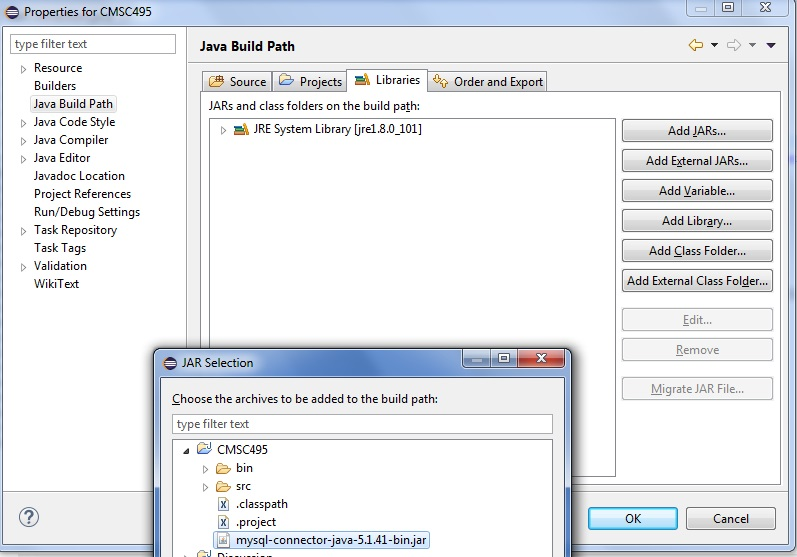 Properties for CMSC495
type filter text
Resource
Builders
Java Build Path
Java Code Style
Java Compiler
Java Editor
Javadoc Location
Project References
Run/Debug Settings
Task Repository
Task Tags
Validation
WikiText
Java Build Path
Source
Projects
Libraries
Order and Export
JARs and class folders on the build path:
JRE System Library [jre1.8.0_101]
Add JARs...
Add External JARs...
Add Variable...
Add Library...
Add Class Folder...
Add External Class Folder...
Edit...
Remove
Migrate JAR File...
JAR Selection
Choose the archives to be added to the build path:
type filter text
CMSC495
bin
src
.classpath
.project
mysql-connector-java-5.1.41-bin.jar
Discussion
OK
Cancel